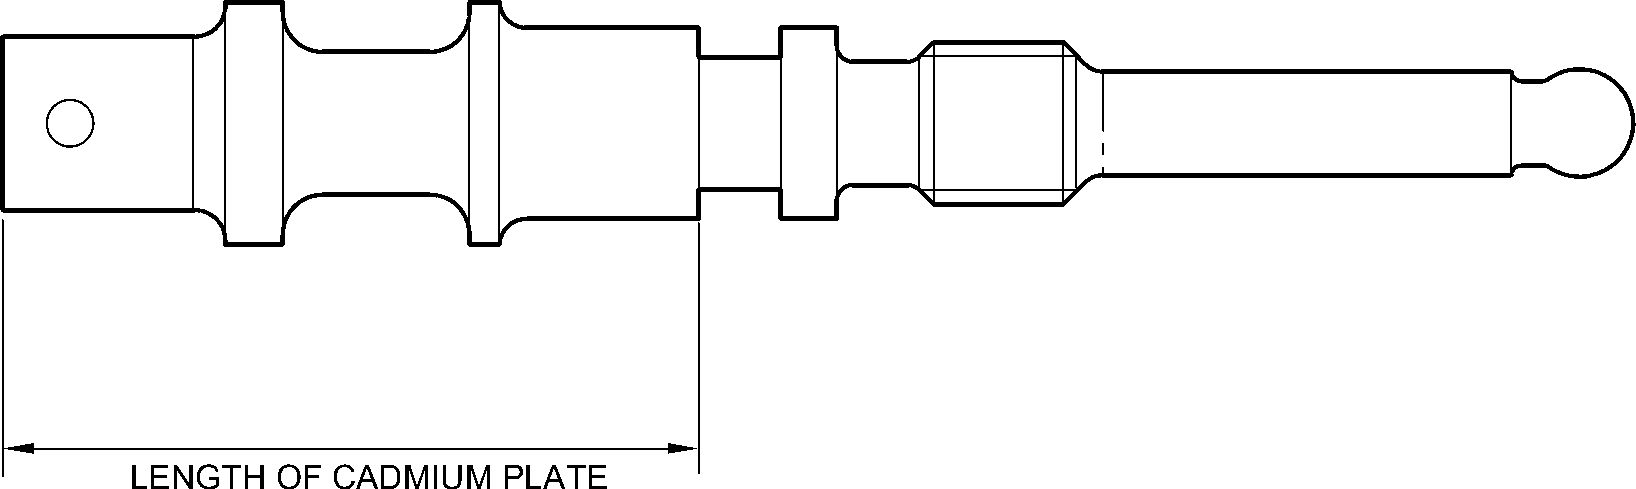 LENGTH OF CADMIUM PLATE